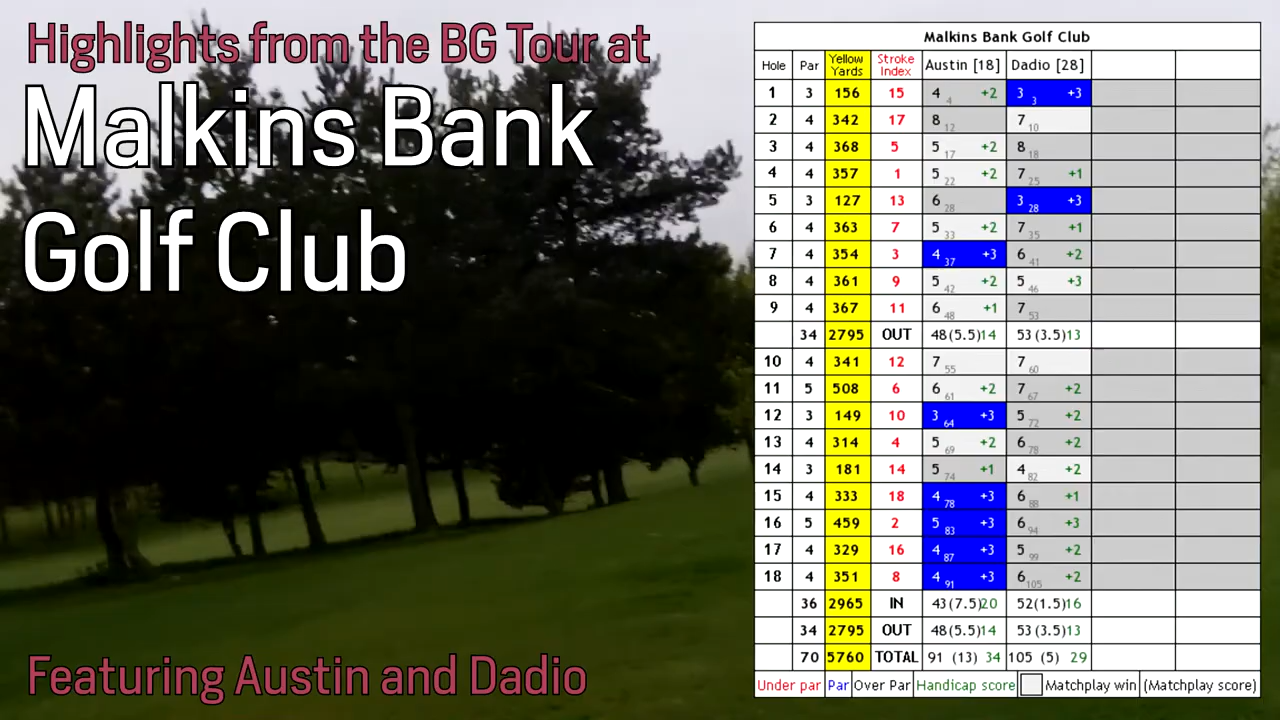 Highlights from the BG Tour at
Malkins Bank
Golf Club
Featuring Austin and Dadio
Malkins Bank Golf Club
Hole Par Yellow Yards Stroke Index Austin [18] Dadio [28]
1 3 156 15 4 4 +2 3 3 +3
2 4 342 17 8 12 7 10
3 4 368 5 5 17 +2 8 18
4 4 357 1 5 22 +2 7 25 +1
5 3 127 13 6 28 3 28 +3
6 4 363 7 5 33 +2 7 35 +1
7 4 354 3 4 37 +3 6 41 +2
8 4 361 9 5 42 +2 5 46 +3
9 4 367 11 6 48 +1 7 53
34 2795 OUT 48(5.5)14 53(3.5)13
10 4 341 12 7 55 7 60
11 5 508 6 6 61 +2 7 67 +2
12 3 149 10 3 64 +3 5 72 +2
13 4 314 4 5 69 +2 6 78 +2
14 3 181 14 5 74 +1 4 82 +2
15 4 333 18 4 78 +3 6 88 +1
16 5 459 2 5 83 +3 6 94 +3
17 4 329 16 4 87 +3 5 99 +2
18 4 351 8 4 91 +3 6 105 +2
36 2965 IN 43(7.5)20 52(1.5)16
34 2795 OUT 48(5.5)14 53(3.5)13
70 5760 TOTAL 91 (13) 34 105 (5) 29
Under par Par Over Par Handicap score Matchplay win (Matchplay score)